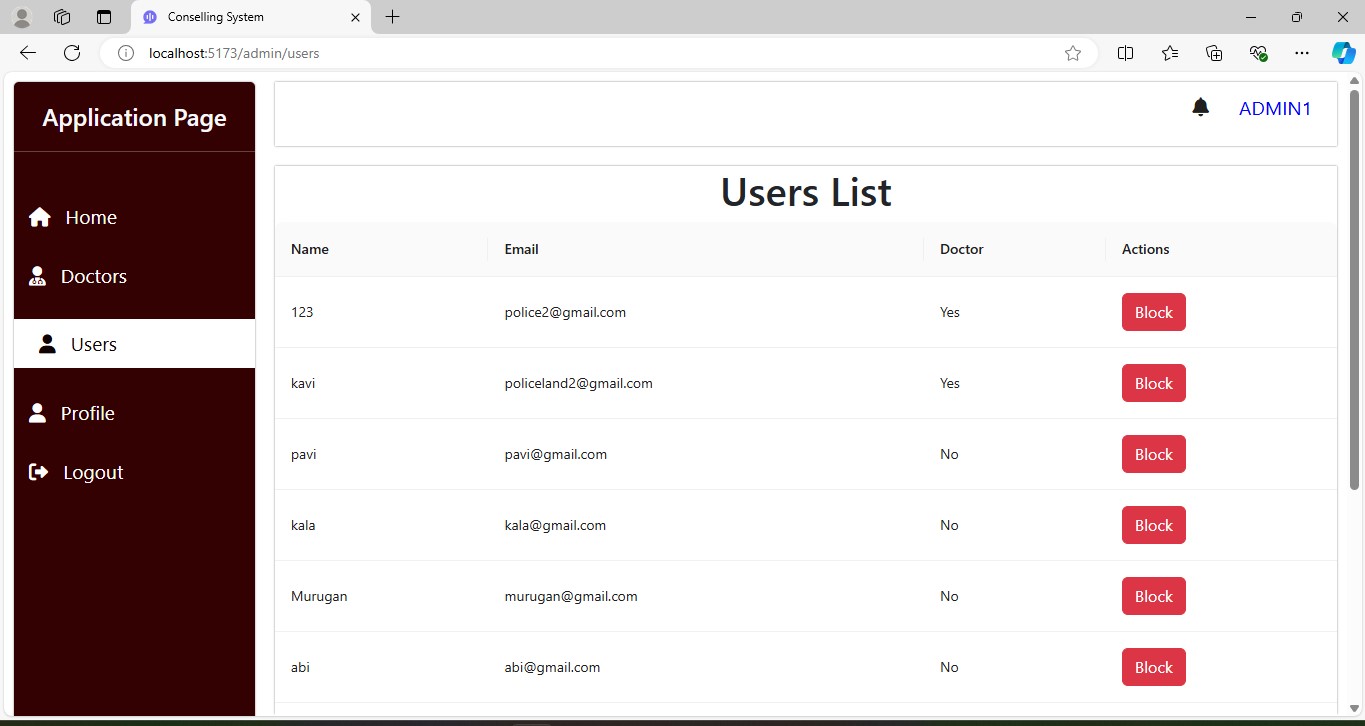 Conselling System
localhost:5173/admin/users
Application Page
ADMIN1
Home
Doctors
Users
Profile
Logout
Users List
Name Email Doctor Actions
123 police2@gmail.com Yes Block
kavi policeland2@gmail.com Yes Block
pavi pavi@gmail.com No Block
kala kala@gmail.com No Block
Murugan murugan@gmail.com No Block
abi abi@gmail.com No Block